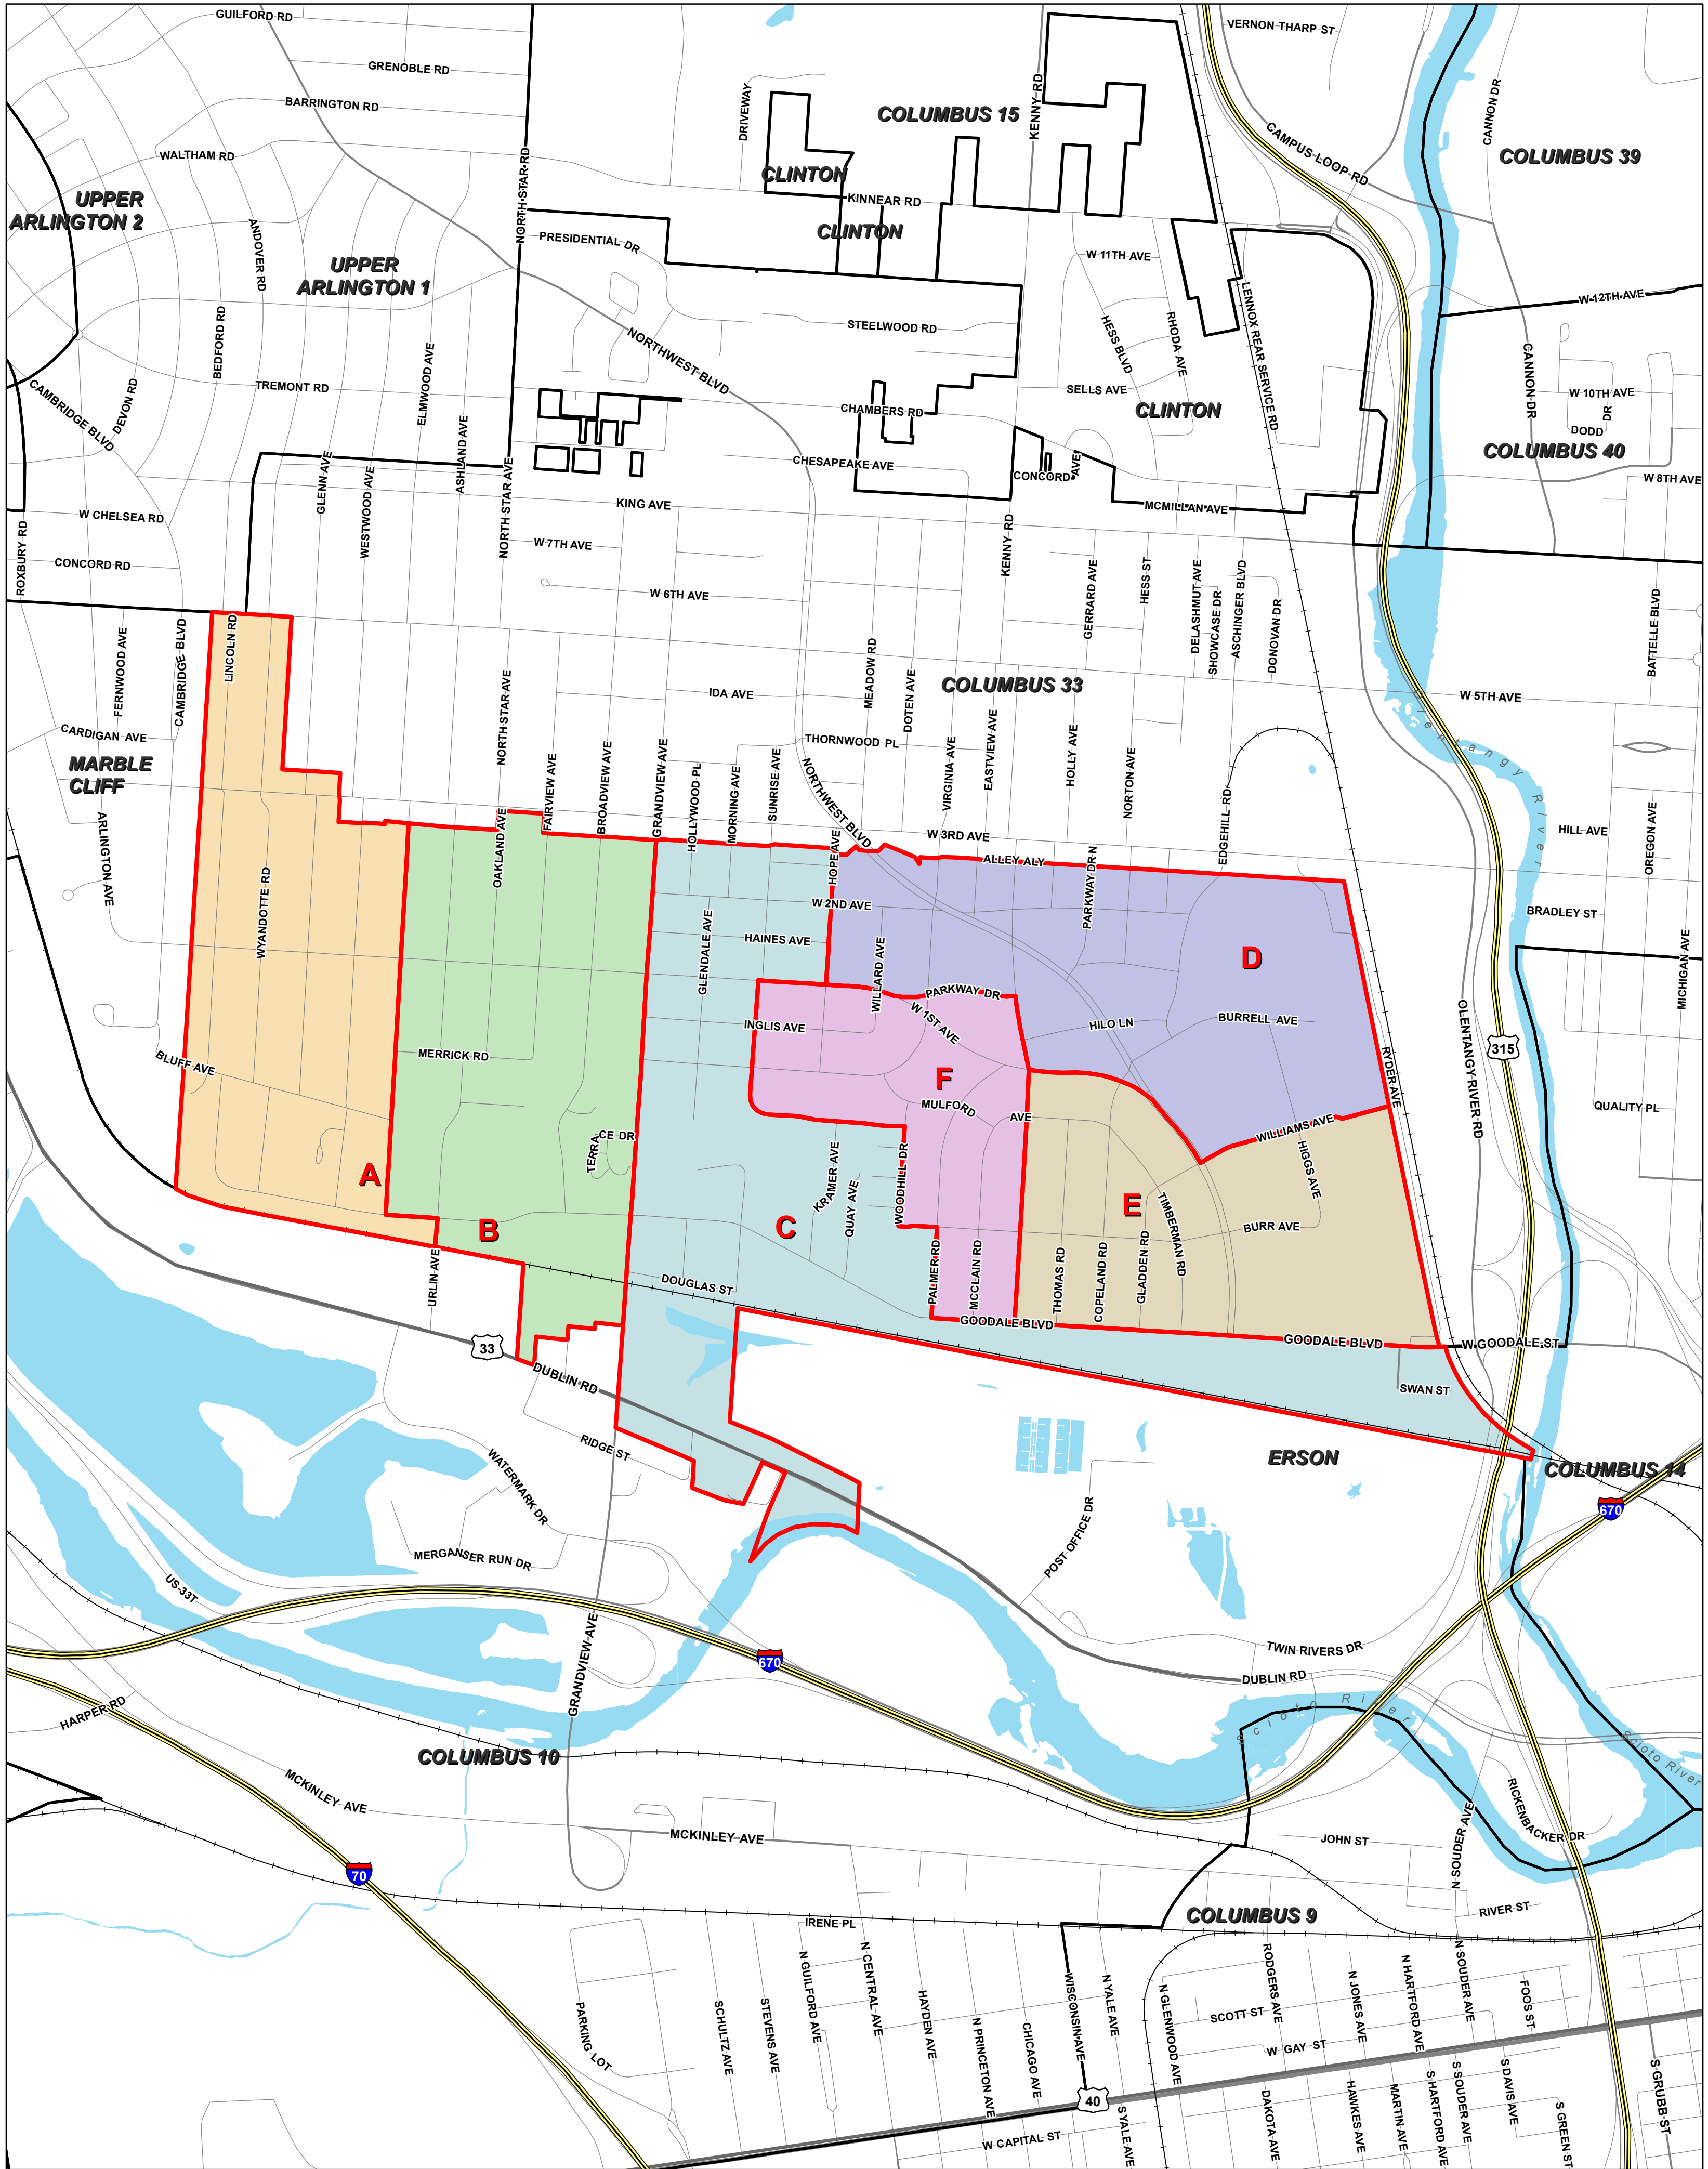 GUILFORD RD
VERNON THARP ST
GRENOBLE RD
BARRINGTON RD
DRIVEWAY
COLUMBUS 15
KENNY RD
CANNON DR
CAMPUS LOOP RD
COLUMBUS 39
WALTHAM RD
NORTH STAR RD
CLINTON
KINNEAR RD
UPPER
ARLINGTON 2
CLINTON
ANDOVER RD
PRESIDENTIAL DR
W 11TH AVE
UPPER
ARLINGTON 1
LENNOX REAR SERVICE RD
W 12TH AVE
BEDFORD RD
STEELWOOD RD
HESS BLVD
RHODA AVE
NORTHWEST BLVD
CANNON DR
ELMWOOD AVE
TREMONT RD
SELLS AVE
W 10TH AVE
CAMBRIDGE BLVD
DEVON RD
CHAMBERS RD
CLINTON
DODD
DR
COLUMBUS 40
ASHLAND AVE
GLENN AVE
WESTWOOD AVE
NORTH STAR AVE
CHESAPEAKE AVE
CONCORD
AVE
W 8TH AVE
KING AVE
MCMILLAN AVE
W CHELSEA RD
ROXBURY RD
W 7TH AVE
KENNY RD
CONCORD RD
GERRARD AVE
HESS ST
DELASHMUT AVE
SHOWCASE DR
ASCHINGER BLVD
DONOVAN DR
BATTELLE BLVD
W 6TH AVE
FERNWOOD AVE
CAMBRIDGE BLVD
LINCOLN RD
MEADOW RD
COLUMBUS 33
IDA AVE
DOTEN AVE
W 5TH AVE
NORTH STAR AVE
CARDIGAN AVE
THORNWOOD PL
EASTVIEW AVE
HOLLY AVE
Olentangy River
MARBLE
CLIFF
FAIRVIEW AVE
BROADVIEW AVE
GRANDVIEW AVE
HOLLYWOOD PL
MORNING AVE
SUNRISE AVE
NORTHWEST BLVD
VIRGINIA AVE
NORTON AVE
EDGEHILL RD
HILL AVE
OREGON AVE
ARLINGTON AVE
OAKLAND AVE
HOPE AVE
W 3RD AVE
ALLEY ALY
PARKWAY DR N
WYANDOTTE RD
W 2ND AVE
BRADLEY ST
GLENDALE AVE
HAINES AVE
WILLARD AVE
D
MICHIGAN AVE
PARKWAY DR
W 1ST AVE
INGLIS AVE
HILO LN
BURRELL AVE
OLENTANGY RIVER RD
315
MERRICK RD
BLUFF AVE
F
RYDER AVE
MULFORD
AVE
QUALITY PL
WILLIAMS AVE
TERRA
CE DR
A
KRAMER AVE
WOODHILL DR
HIGGS AVE
QUAY AVE
E
TIMBERMAN RD
B
C
BURR AVE
URLIN AVE
DOUGLAS ST
PALMER RD
MCCLAIN RD
THOMAS RD
COPELAND RD
GLADDEN RD
GOODALE BLVD
GOODALE BLVD
W GOODALE ST
33
DUBLIN RD
SWAN ST
RIDGE ST
ERSON
COLUMBUS 14
WATERMARK DR
670
POST OFFICE DR
MERGANSER RUN DR
US-33T
GRANDVIEW AVE
670
TWIN RIVERS DR
DUBLIN RD
HARPER RD
Scioto River
Scioto River
COLUMBUS 10
MCKINLEY AVE
RICKENBACKER DR
MCKINLEY AVE
JOHN ST
N SOUDER AVE
70
COLUMBUS 9
RIVER ST
IRENE PL
N GUILFORD AVE
N CENTRAL AVE
RODGERS AVE
N SOUDER AVE
N HARTFORD AVE
N JONES AVE
WISCONSIN AVE
N YALE AVE
N GLENWOOD AVE
FOOS ST
SCOTT ST
PARKING LOT
SCHULTZ AVE
STEVENS AVE
HAYDEN AVE
N PRINCETON AVE
CHICAGO AVE
W GAY ST
40
S YALE AVE
DAKOTA AVE
HAWKES AVE
MARTIN AVE
S HARTFORD AVE
S SOUDER AVE
S DAVIS AVE
S GREEN ST
S GRUBB ST
W CAPITAL ST